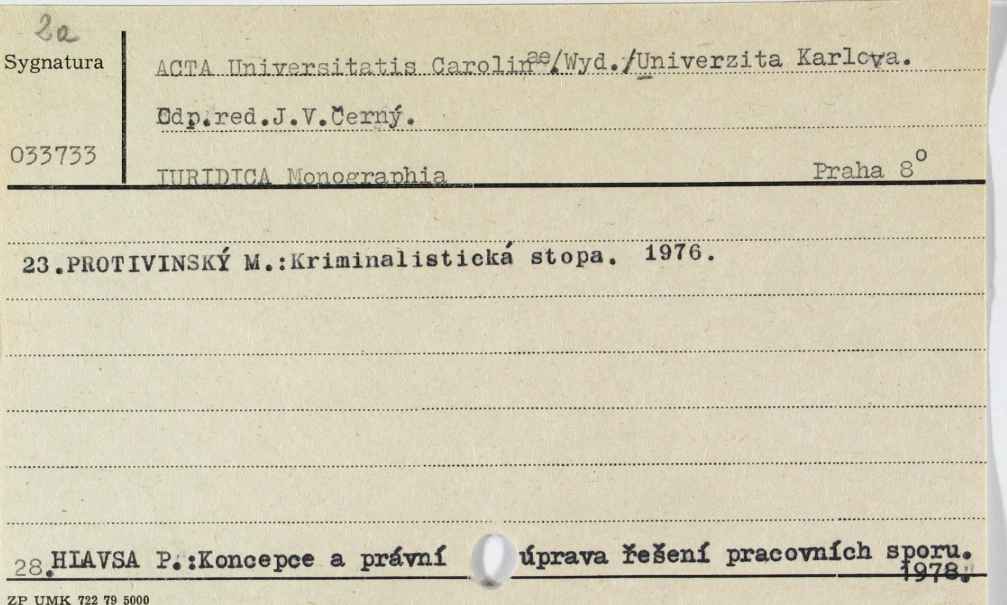 2a
Sygnatura
ACTA Universitatis Carolinae/Wyd./Univerzita Karlova.
Odp.red.J.V.Černý.
033733
IURIDICA Monographia Praha 8°
23.PROTIVINSKÝ M.:Kriminalistická stopa. 1976.
28.HLAVSA P.:Koncepce a právní úprava řešení pracovních sporu.
1978.
ZP UMK 722 79 5000